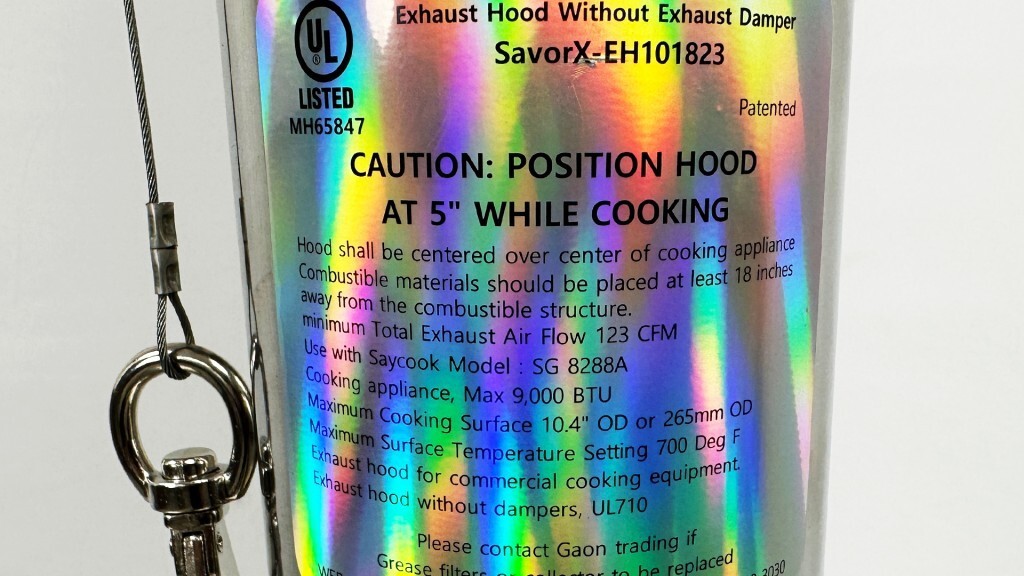 UL
®
LISTED
MH65847
Exhaust Hood Without Exhaust Damper
SavorX-EH101823
Patented
CAUTION: POSITION HOOD
AT 5" WHILE COOKING
Hood shall be centered over center of cooking appliance
Combustible materials should be placed at least 18 inches
away from the combustible structure.
minimum Total Exhaust Air Flow 123 CFM
Use with Saycook Model : SG 8288A
Cooking appliance, Max 9,000 BTU
Maximum Cooking Surface 10.4" OD or 265mm OD
Maximum Surface Temperature Setting 700 Deg F
Exhaust hood for commercial cooking equipment.
Exhaust hood without dampers, UL710
Please contact Gaon trading if
Grease filters or collector to be replaced
3030